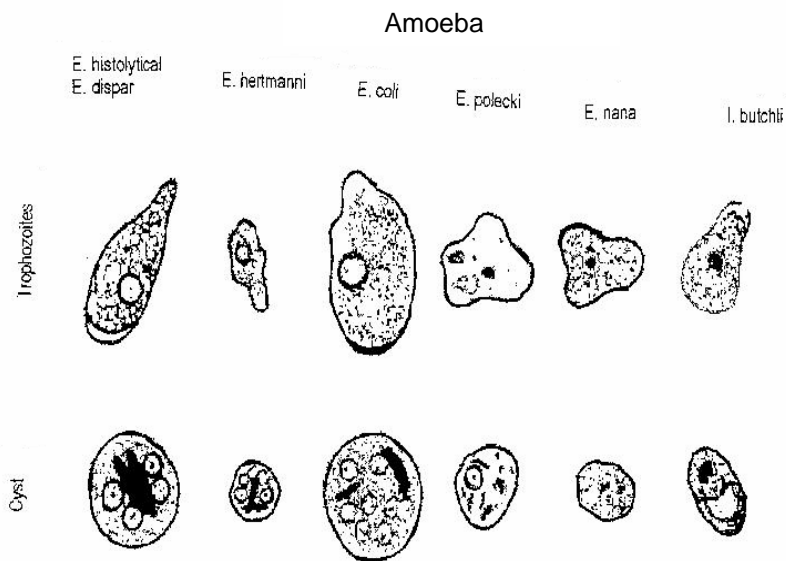 Amoeba
E. histolytical
E. dispar
E. hertmanni
E. coli
E. polecki
E. nana
I. butchli
Trophozoites
Cyst